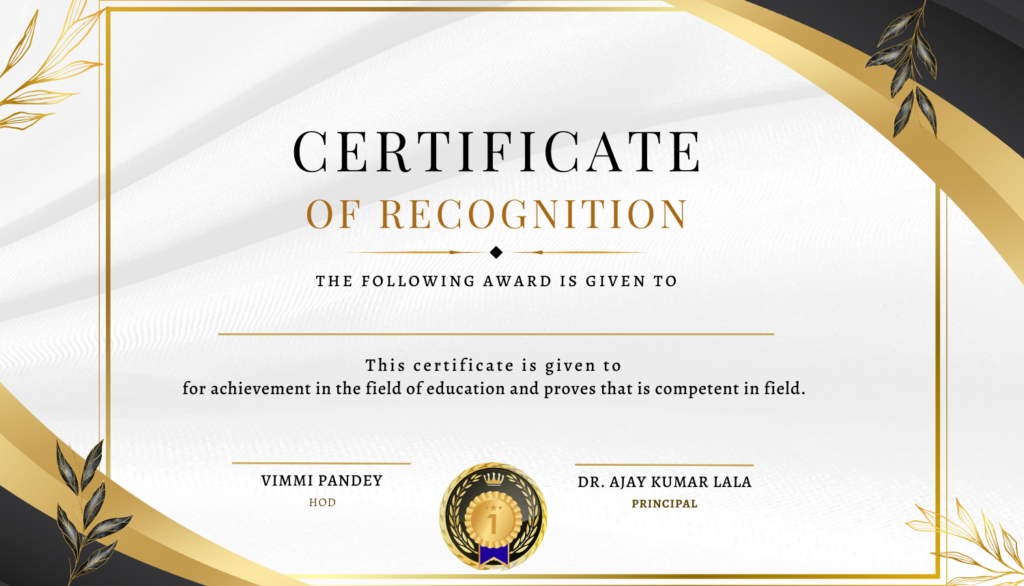 CERTIFICATE
OF RECOGNITION
THE FOLLOWING AWARD IS GIVEN TO
This certificate is given to
for achievement in the field of education and proves that is competent in field.
VIMMI PANDEY
HOD
DR. AJAY KUMAR LALA
PRINCIPAL
1